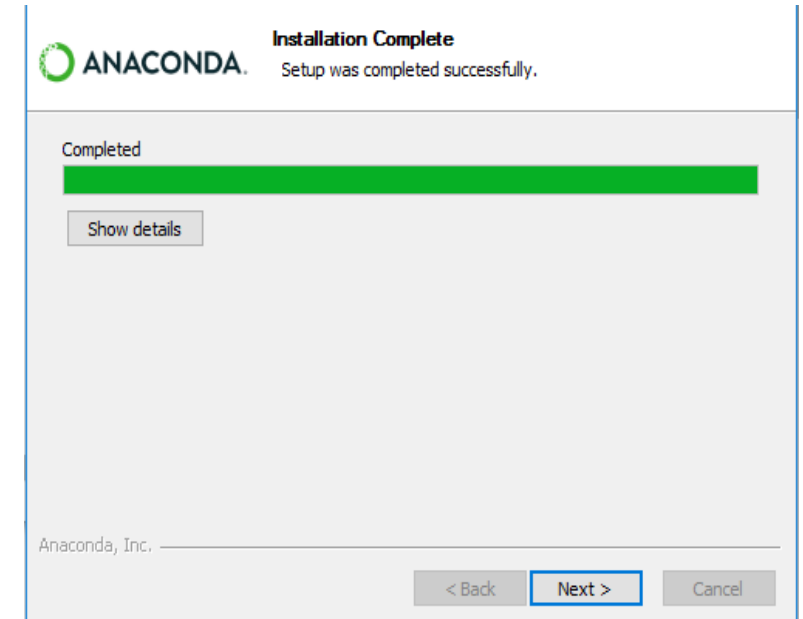 ANACONDA.
Installation Complete
Setup was completed successfully.
Completed
Show details
Anaconda, Inc.
< Back
Next >
Cancel